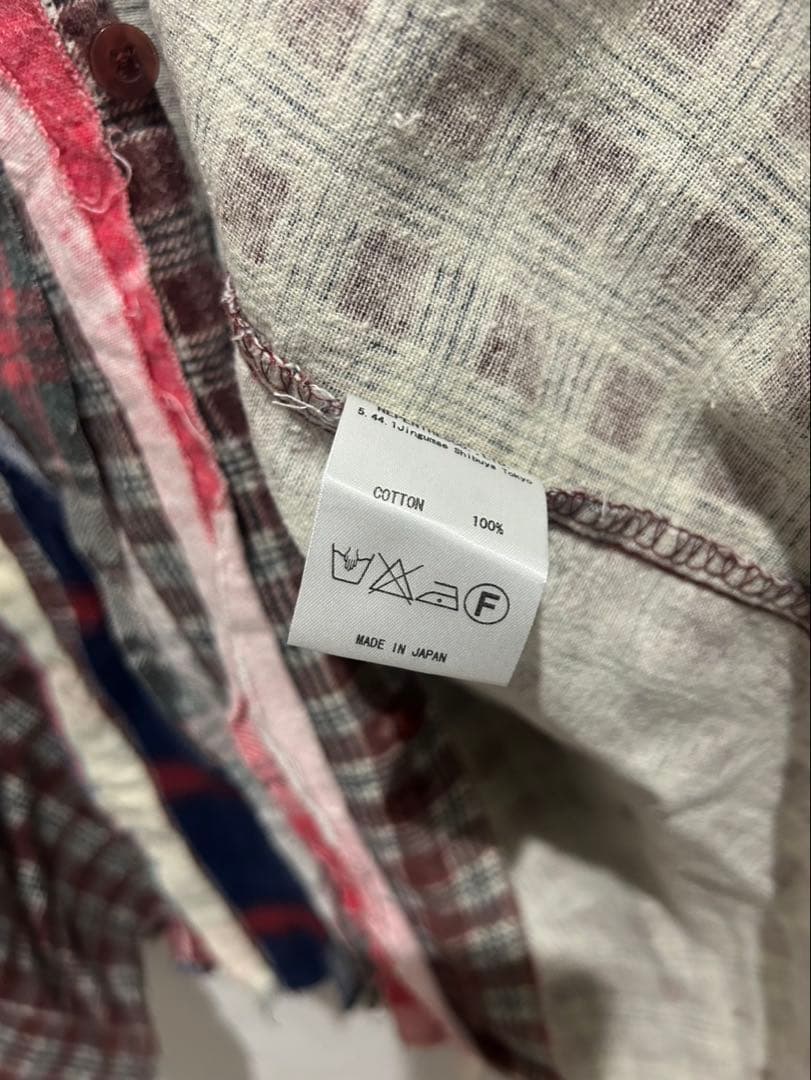 5.44.1Jingumae Shibuya Tokyo
COTTON 100%
F
MADE IN JAPAN